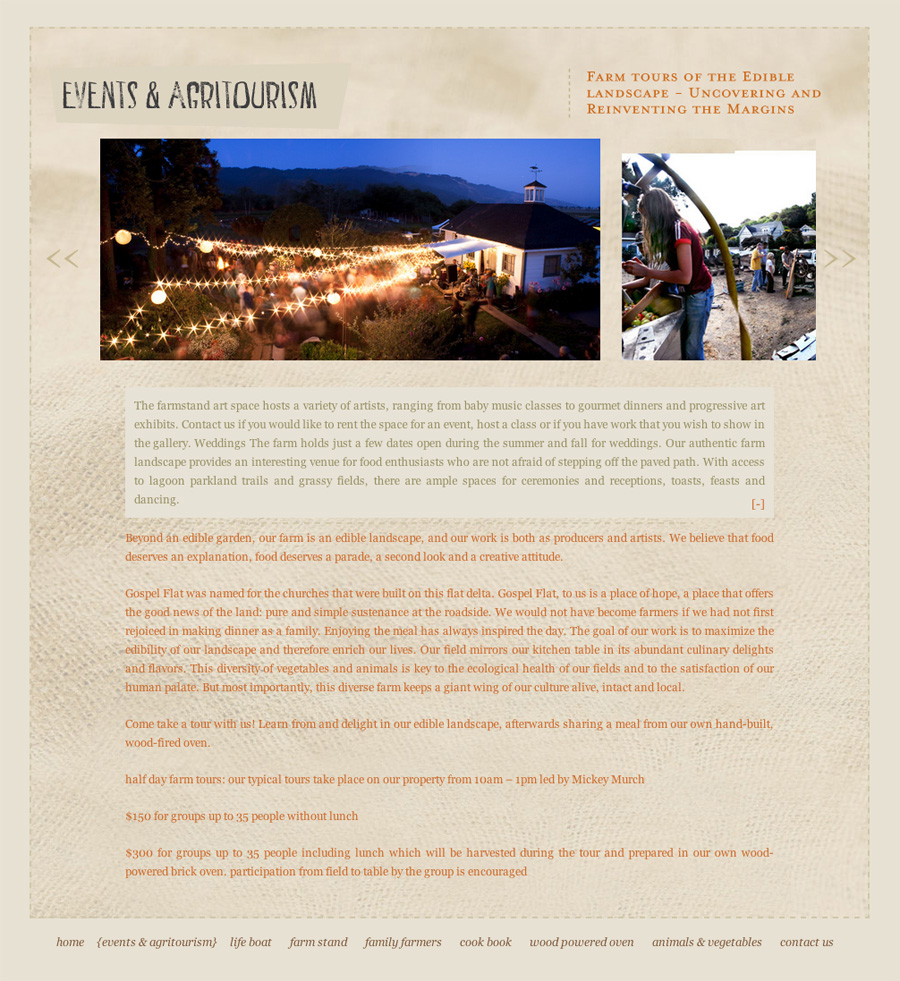 EVENTS & AGRITOURISM
Farm tours of the Edible
landscape – Uncovering and
Reinventing the Margins
The farmstand art space hosts a variety of artists, ranging from baby music classes to gourmet dinners and progressive art
exhibits. Contact us if you would like to rent the space for an event, host a class or if you have work that you wish to show in
the gallery. Weddings The farm holds just a few dates open during the summer and fall for weddings. Our authentic farm
landscape provides an interesting venue for food enthusiasts who are not afraid of stepping off the paved path. With access
to lagoon parkland trails and grassy fields, there are ample spaces for ceremonies and receptions, toasts, feasts and
dancing.
[-]
Beyond an edible garden, our farm is an edible landscape, and our work is both as producers and artists. We believe that food
deserves an explanation, food deserves a parade, a second look and a creative attitude.
Gospel Flat was named for the churches that were built on this flat delta. Gospel Flat, to us is a place of hope, a place that offers
the good news of the land: pure and simple sustenance at the roadside. We would not have become farmers if we had not first
rejoiced in making dinner as a family. Enjoying the meal has always inspired the day. The goal of our work is to maximize the
edibility of our landscape and therefore enrich our lives. Our field mirrors our kitchen table in its abundant culinary delights
and flavors. This diversity of vegetables and animals is key to the ecological health of our fields and to the satisfaction of our
human palate. But most importantly, this diverse farm keeps a giant wing of our culture alive, intact and local.
Come take a tour with us! Learn from and delight in our edible landscape, afterwards sharing a meal from our own hand-built,
wood-fired oven.
half day farm tours: our typical tours take place on our property from 10am – 1pm led by Mickey Murch
$150 for groups up to 35 people without lunch
$300 for groups up to 35 people including lunch which will be harvested during the tour and prepared in our own wood-
powered brick oven. participation from field to table by the group is encouraged
home {events & agritourism} life boat farm stand family farmers cook book wood powered oven animals & vegetables contact us